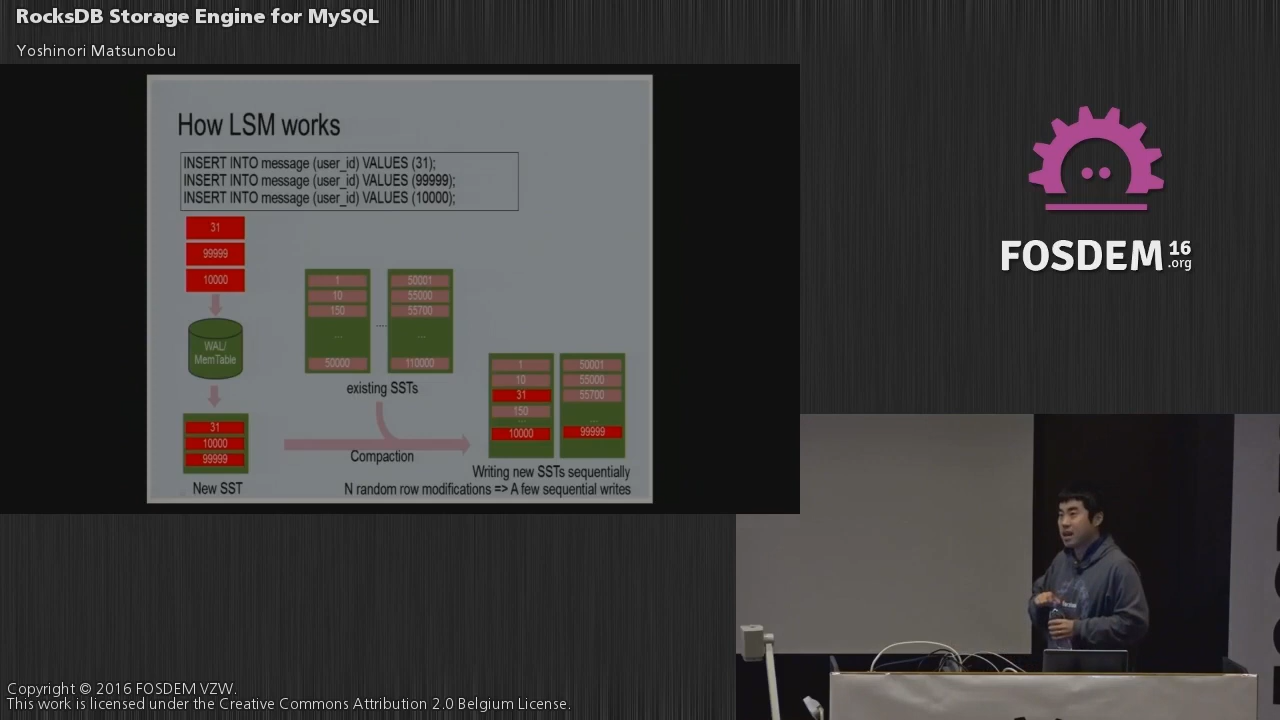 RocksDB Storage Engine for MySQL
Yoshinori Matsunobu
How LSM works
INSERT INTO message (user_id) VALUES (31);
INSERT INTO message (user_id) VALUES (99999);
INSERT INTO message (user_id) VALUES (10000);
31
99999
10000
WAL/
MemTable
31
10000
99999
New SST
1
10
150
...
50000
....
50001
55000
55700
...
110000
existing SSTs
Compaction
1
10
31
150
...
10000
50001
55000
55700
...
99999
Writing new SSTs sequentially
N random row modifications => A few sequential writes
FOSDEM 16
.org
Copyright © 2016 FOSDEM VZW.
This work is licensed under the Creative Commons Attribution 2.0 Belgium License.